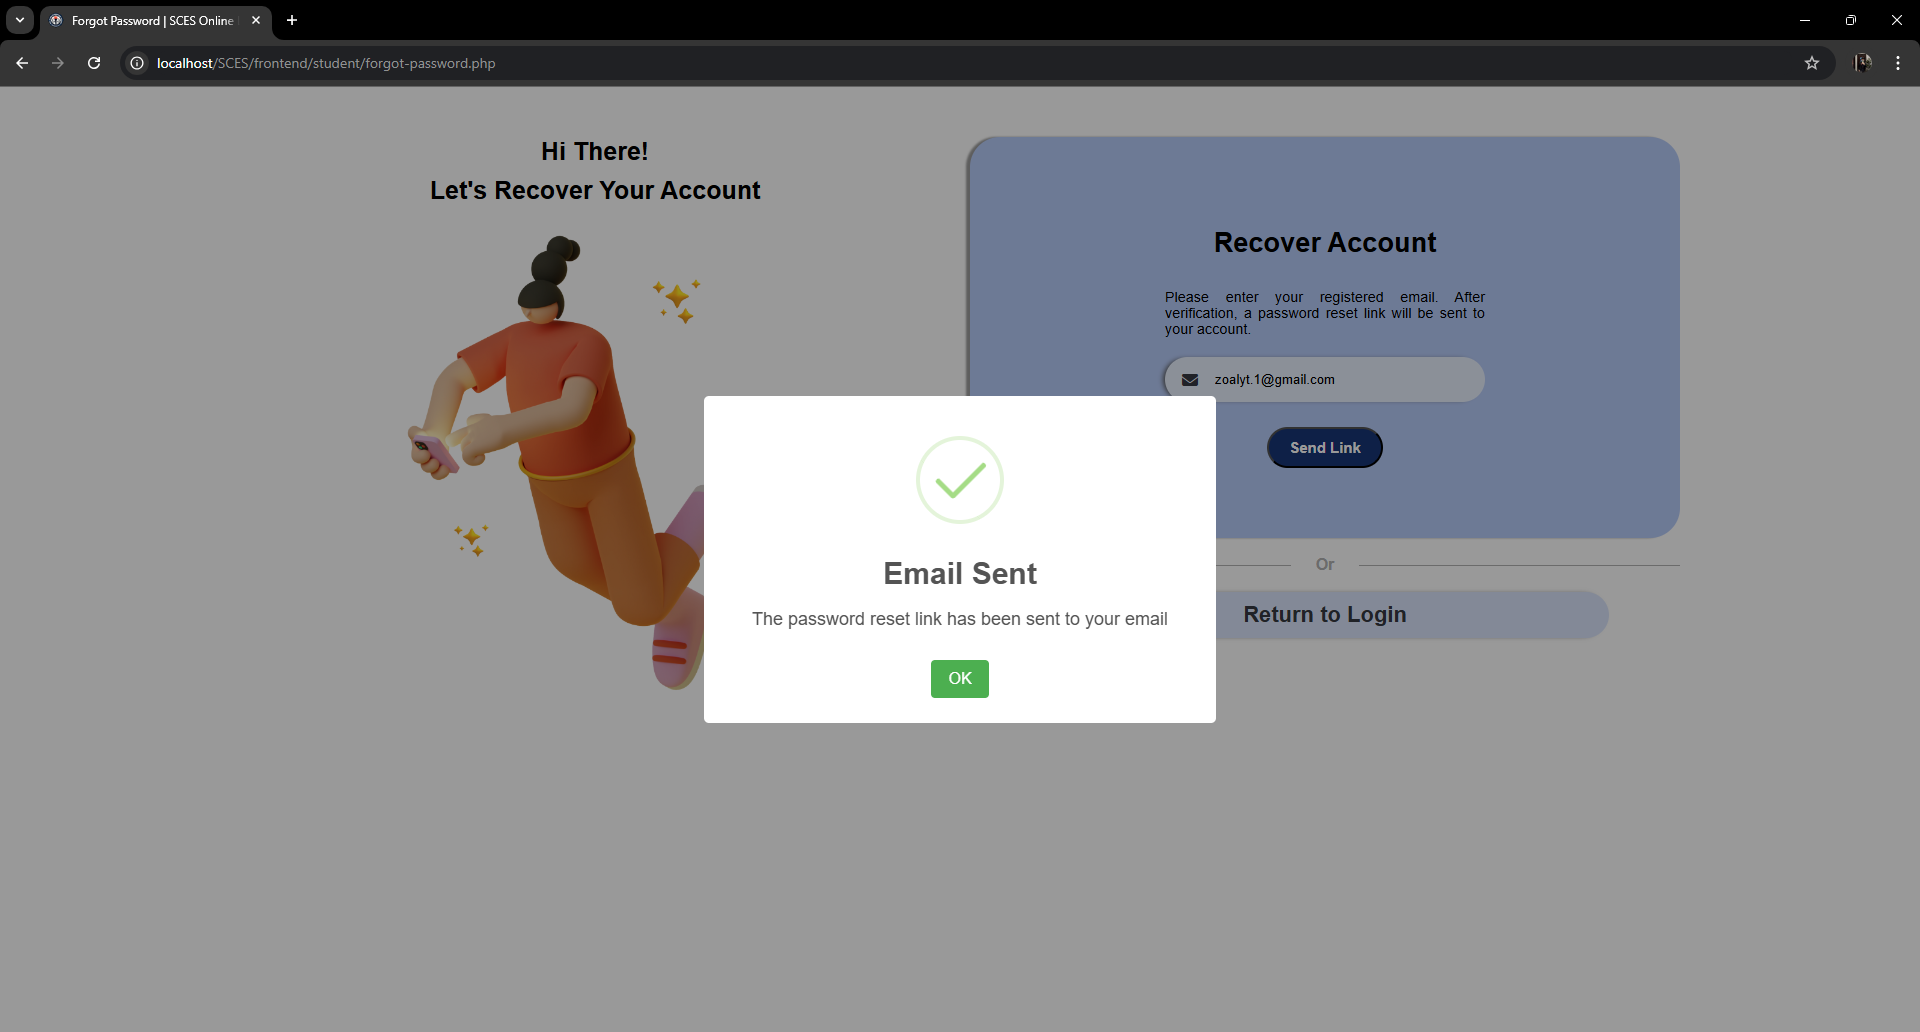 Forgot Password | SCES Online
localhost/SCES/frontend/student/forgot-password.php
Hi There!
Let's Recover Your Account
Recover Account
Please enter your registered email. After
verification, a password reset link will be sent to
your account.
zoalyt.1@gmail.com
Send Link
Or
Return to Login
Email Sent
The password reset link has been sent to your email
OK